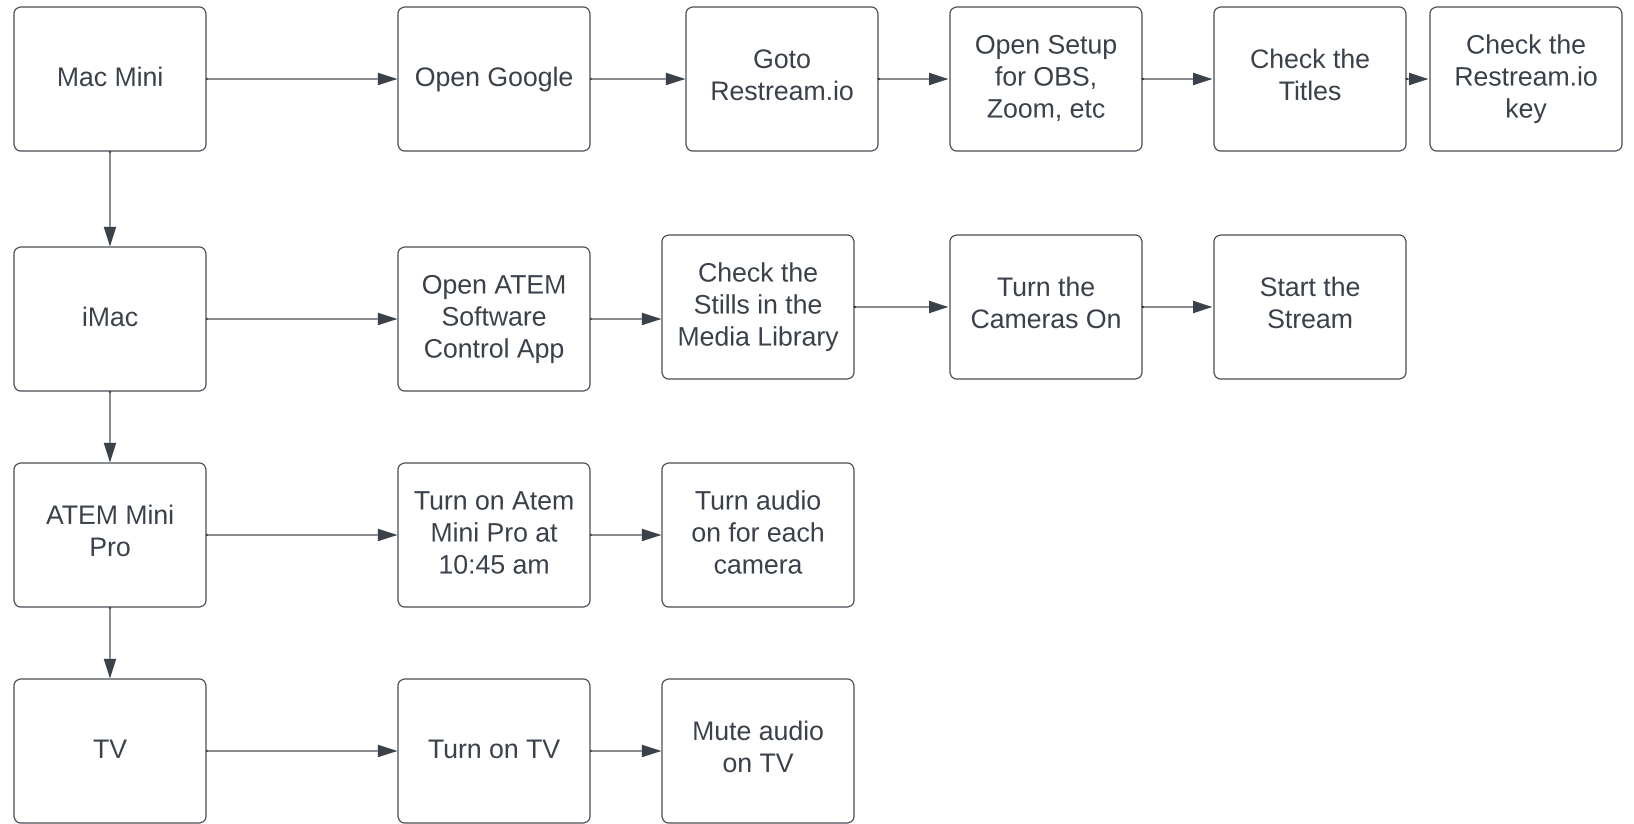 Mac Mini
Open Google
Goto
Restream.io
Open Setup
for OBS,
Zoom, etc
Check the
Titles
Check the
Restream.io
key
iMac
Open ATEM
Software
Control App
Check the
Stills in the
Media Library
Turn the
Cameras On
Start the
Stream
ATEM Mini
Pro
Turn on Atem
Mini Pro at
10:45 am
Turn audio
on for each
camera
TV
Turn on TV
Mute audio
on TV